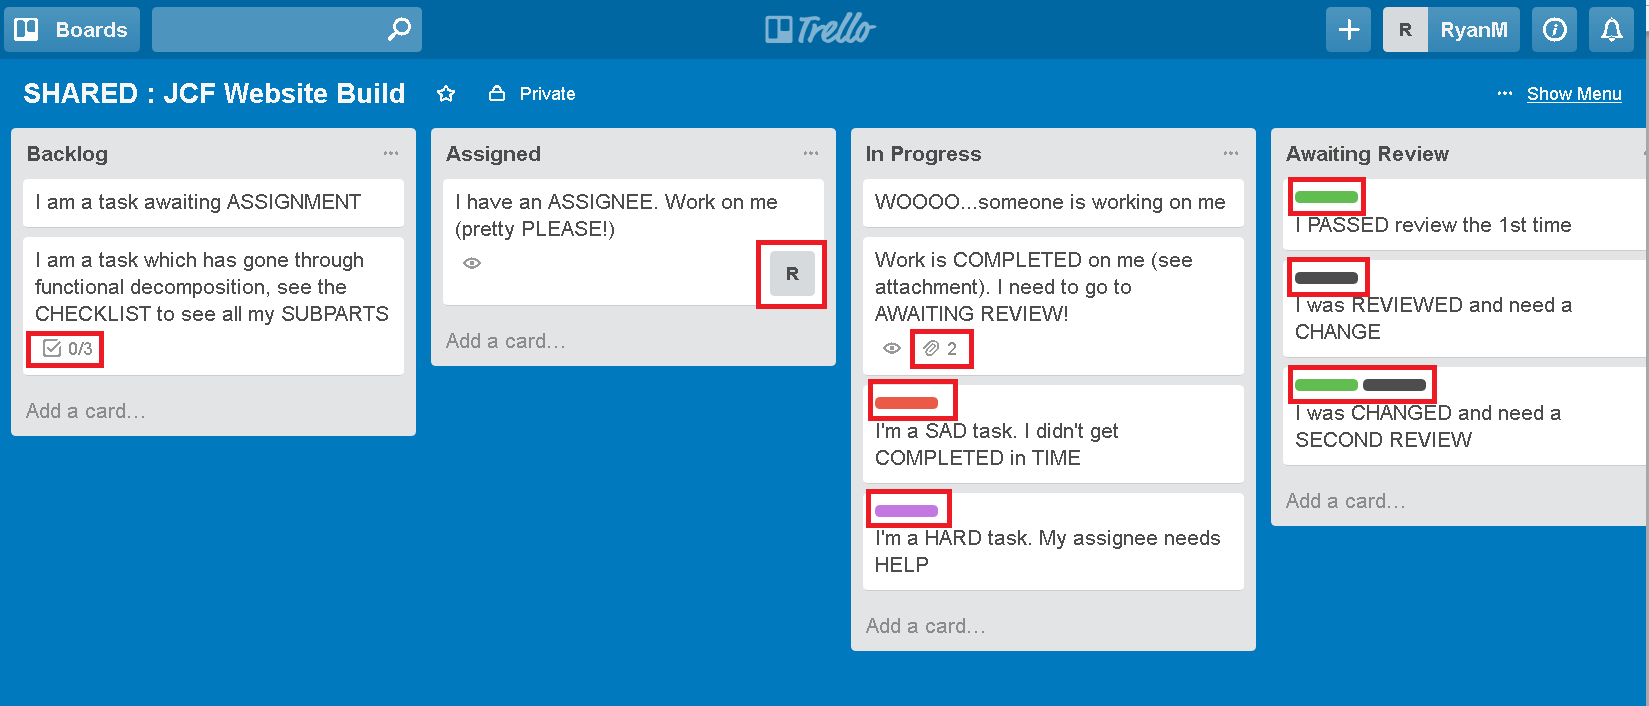 Boards
Trello
R
RyanM
SHARED : JCF Website Build
Private
... Show Menu
Backlog ...
I am a task awaiting ASSIGNMENT
I am a task which has gone through
functional decomposition, see the
CHECKLIST to see all my SUBPARTS
0/3
Add a card…
Assigned ...
I have an ASSIGNEE. Work on me
(pretty PLEASE!)
R
Add a card…
In Progress ...
WOOOO...someone is working on me
Work is COMPLETED on me (see
attachment). I need to go to
AWAITING REVIEW!
2
I'm a SAD task. I didn't get
COMPLETED in TIME
I'm a HARD task. My assignee needs
HELP
Add a card…
Awaiting Review
I PASSED review the 1st time
I was REVIEWED and need a
CHANGE
I was CHANGED and need a
SECOND REVIEW
Add a card…